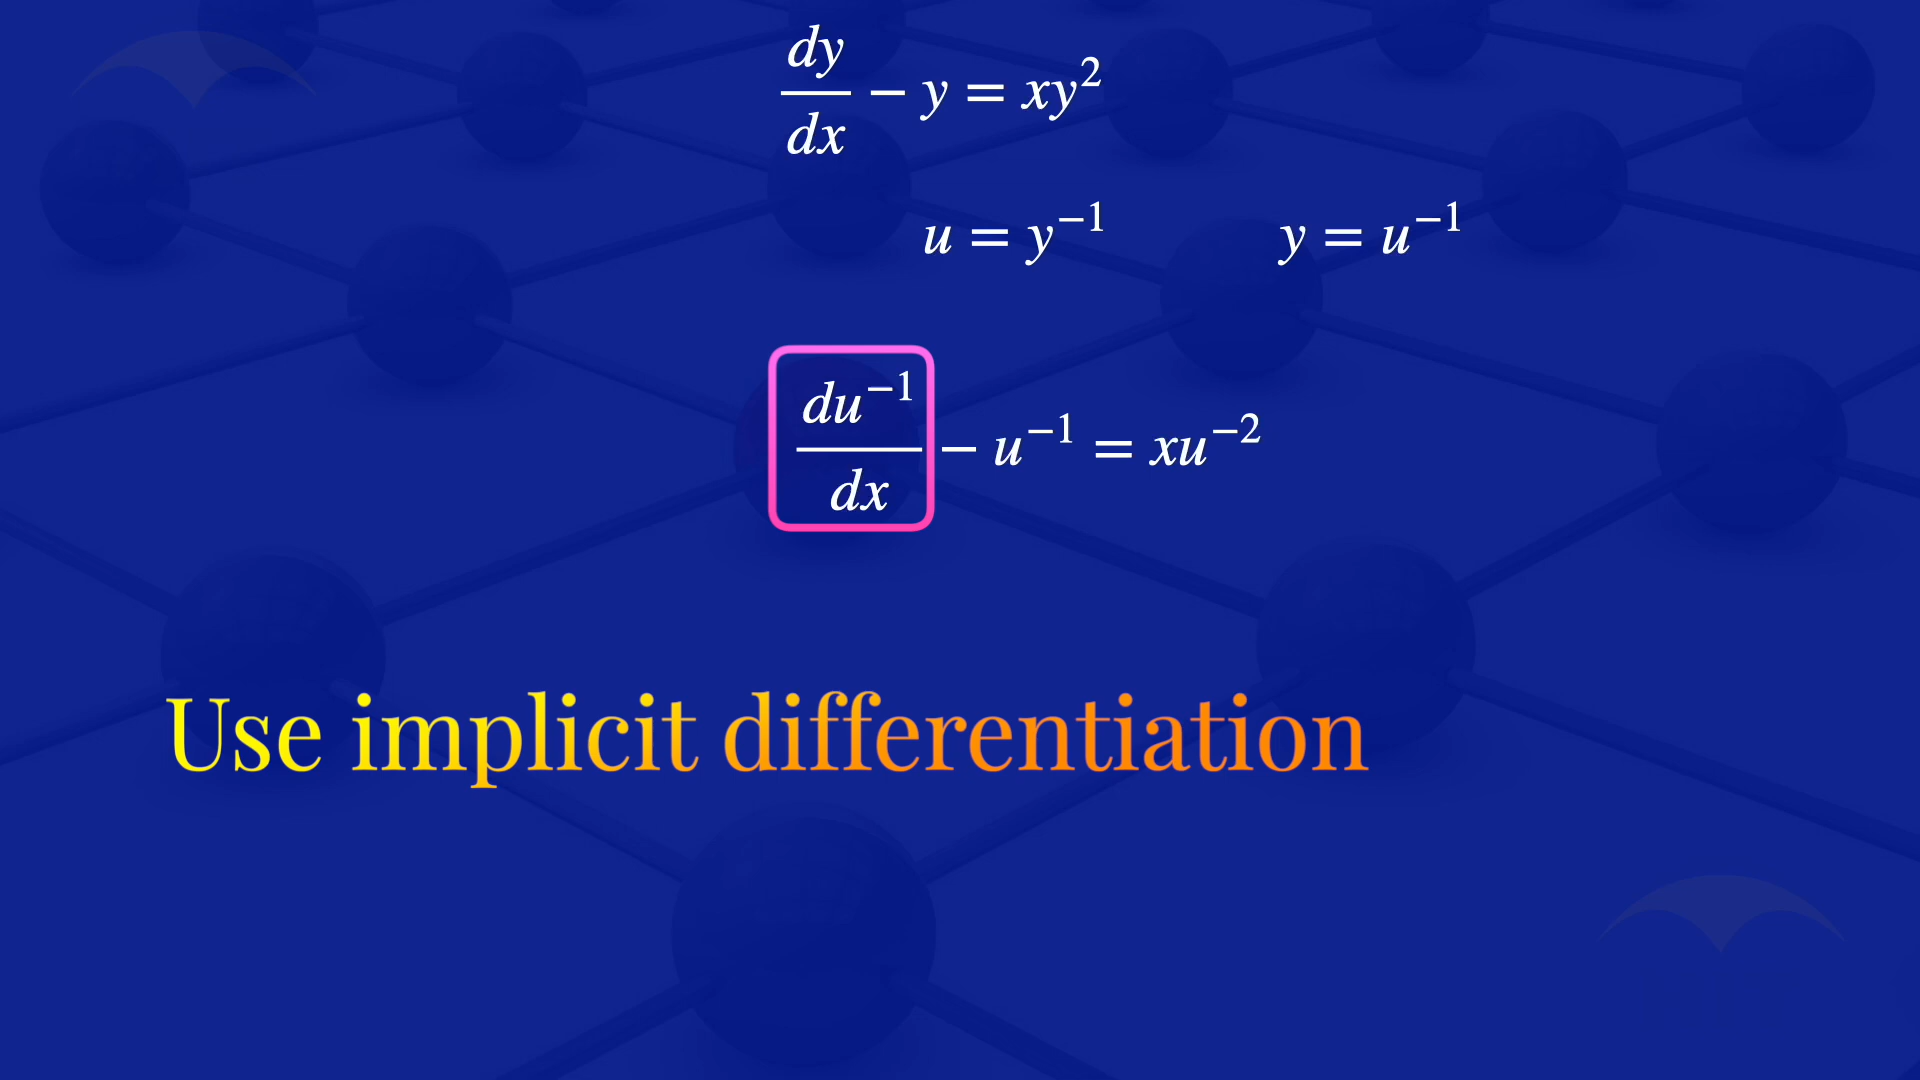 dy/dx − y = xy²
u = y⁻¹ y = u⁻¹
du⁻¹/dx − u⁻¹ = xu⁻²
Use implicit differentiation